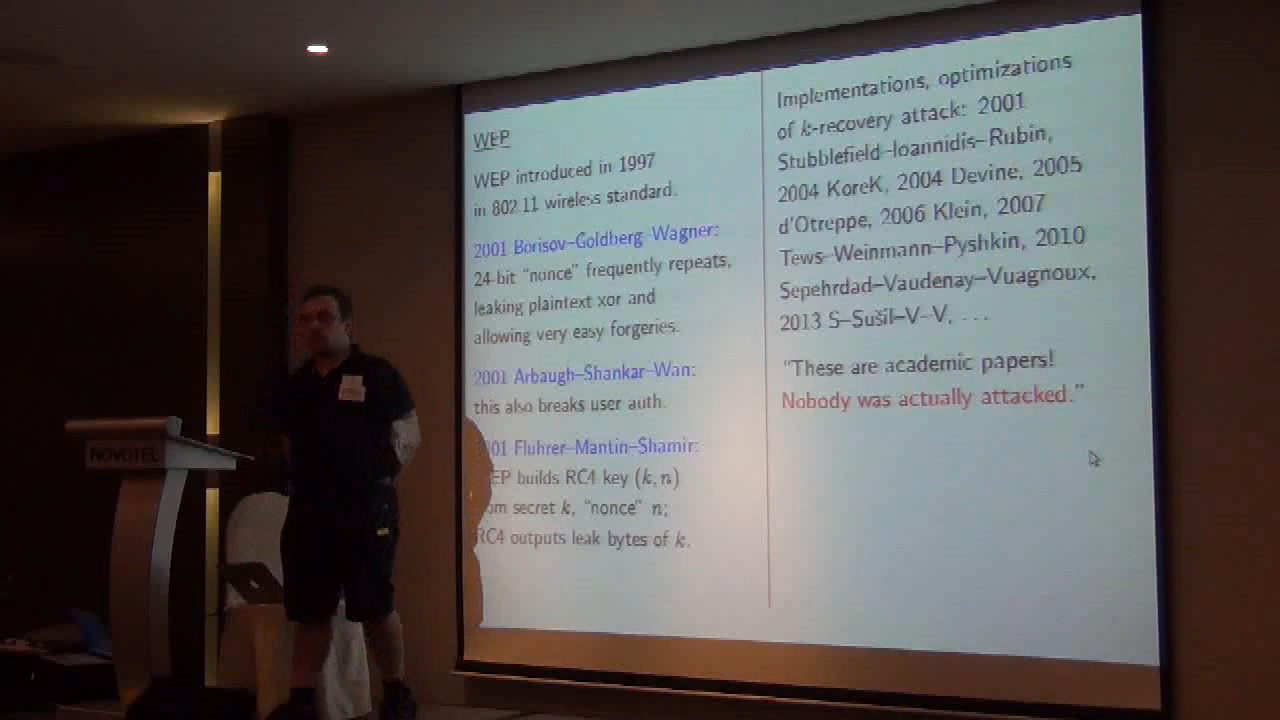 WEP
WEP introduced in 1997
in 802.11 wireless standard.
2001 Borisov–Goldberg–Wagner:
24-bit “nonce” frequently repeats,
leaking plaintext xor and
allowing very easy forgeries.
2001 Arbaugh–Shankar–Wan:
this also breaks user auth.
001 Fluhrer–Mantin–Shamir:
EP builds RC4 key (k, n)
om secret k, “nonce” n;
RC4 outputs leak bytes of k.
Implementations, optimizations
of k-recovery attack: 2001
Stubblefield–Ioannidis–Rubin,
2004 KoreK, 2004 Devine, 2005
d'Otreppe, 2006 Klein, 2007
Tews–Weinmann–Pyshkin, 2010
Sepehrdad–Vaudenay–Vuagnoux,
2013 S–Sušil–V–V, . . .
“These are academic papers!
Nobody was actually attacked.”
NOVOTEL